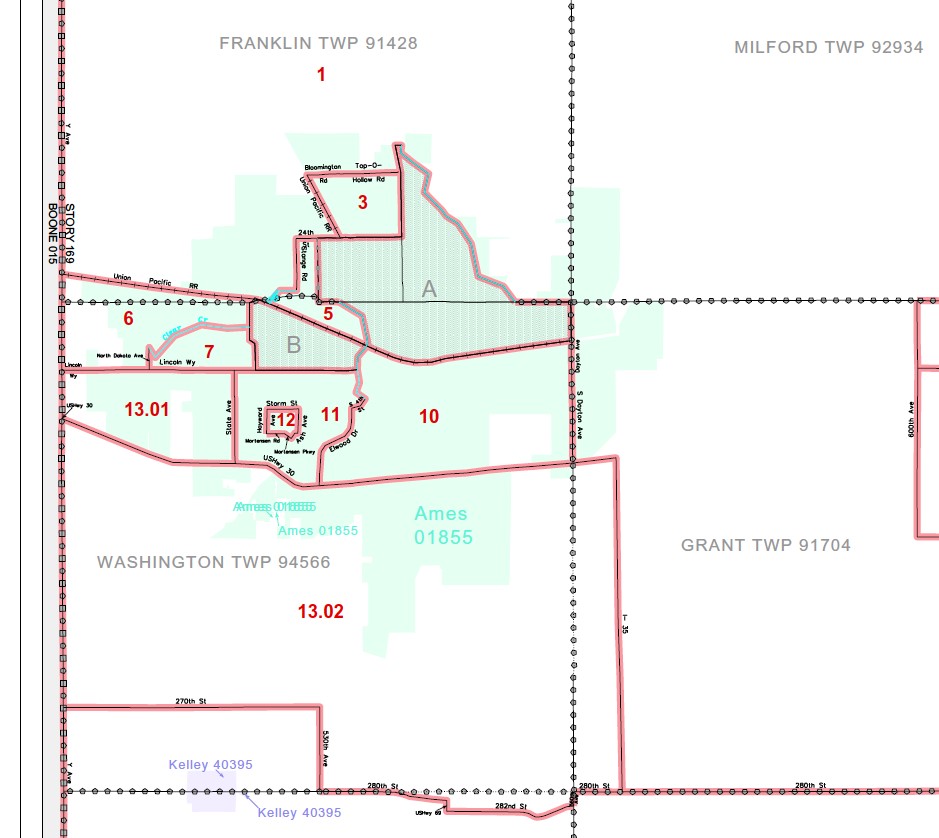 FRANKLIN TWP 91428
MILFORD TWP 92934
1
Y Ave
Bloomington
Rd
Top-O-
Hollow Rd
Union Pacific RR
3
STORY 169
BOONE 015
24th
St
Stange Rd
Union Pacific RR
A
6
5
Clear Cr
B
7
North Dakota Ave
Lincoln Wy
Lincoln
Wy
S Dayton Ave
USHwy 30
13.01
State Ave
Storm St
Hayward
Ave
12
Ash Ave
11
S 4th
St
10
Mortensen Rd
Mortensen Pkwy
Elwood Dr
USHwy 30
600th Ave
Ames 01855
Ames
01855
WASHINGTON TWP 94566
GRANT TWP 91704
13.02
T 35
270th St
530th Ave
Y Ave
Kelley 40395
Kelley 40395
280th St
280th St
280th St
USHwy 69
282nd St